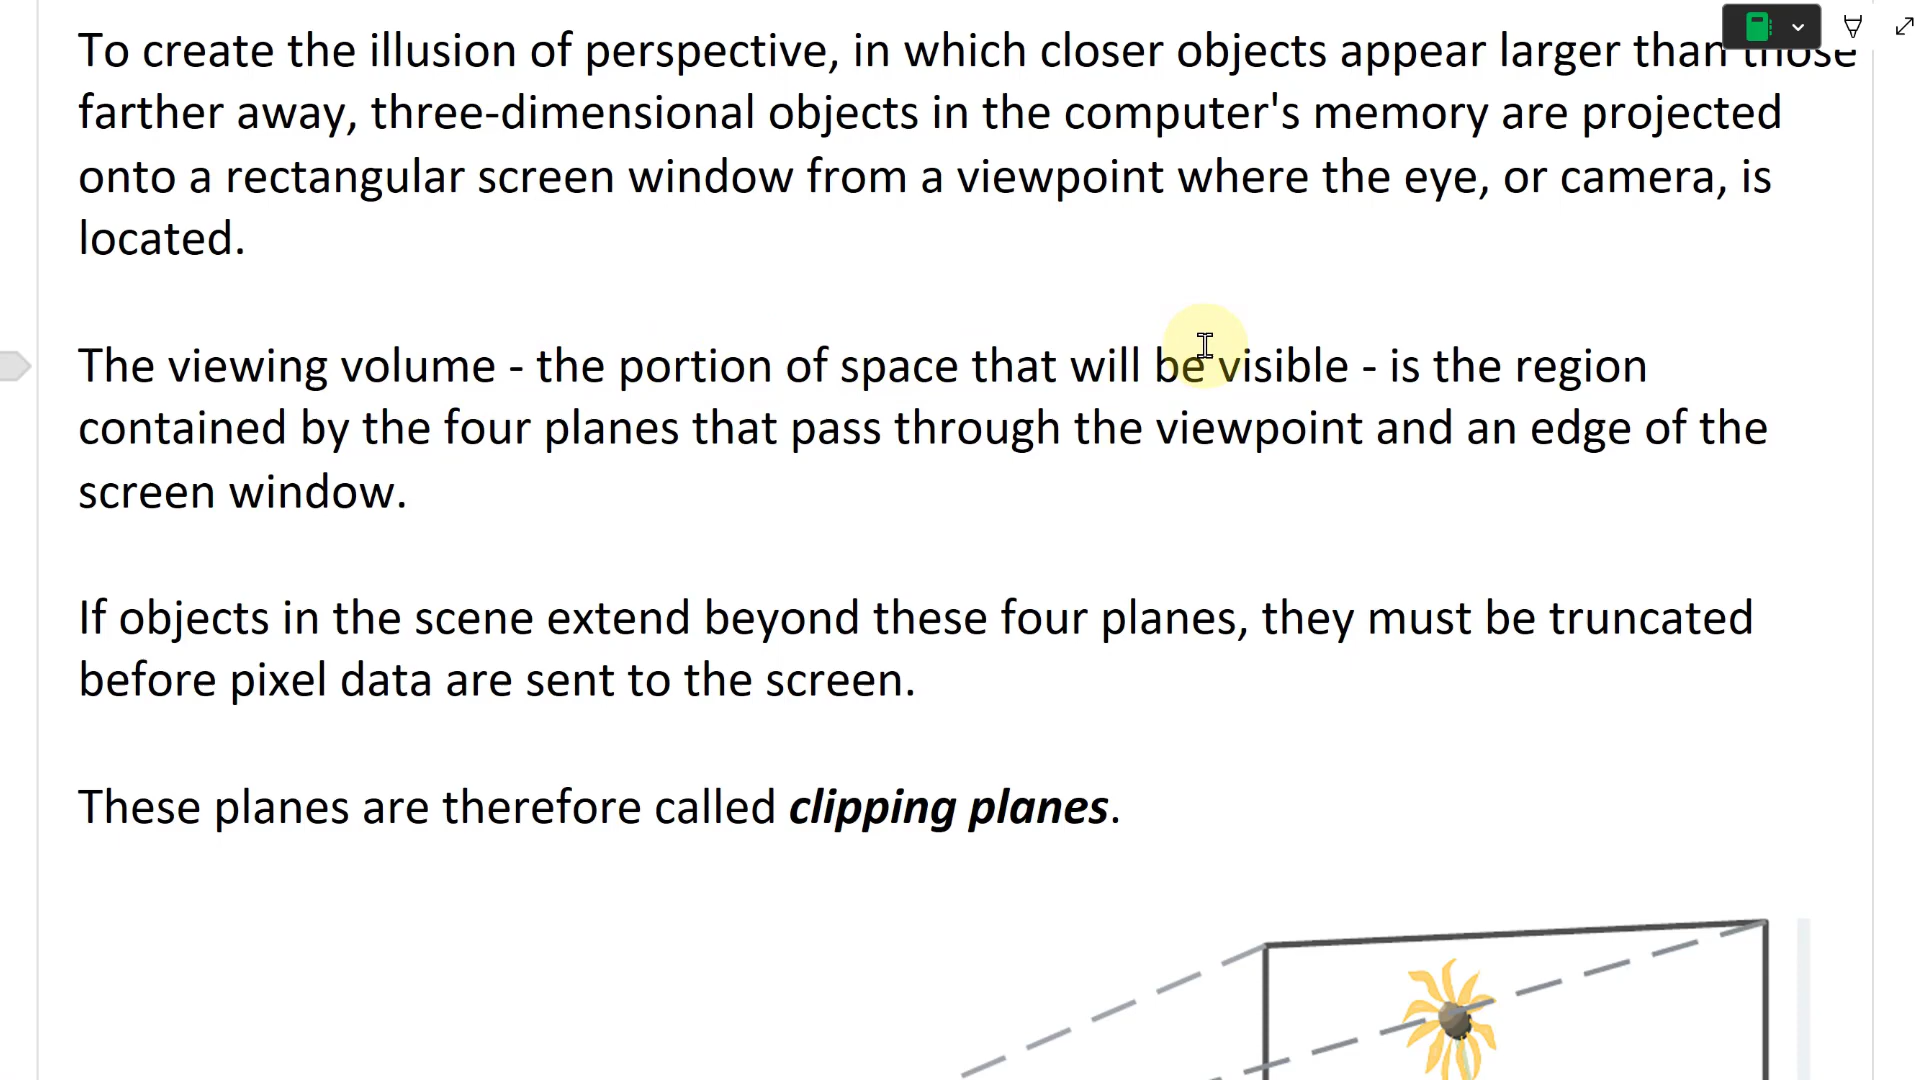 To create the illusion of perspective, in which closer objects appear larger than those
farther away, three-dimensional objects in the computer's memory are projected
onto a rectangular screen window from a viewpoint where the eye, or camera, is
located.
The viewing volume - the portion of space that will be visible - is the region
contained by the four planes that pass through the viewpoint and an edge of the
screen window.
If objects in the scene extend beyond these four planes, they must be truncated
before pixel data are sent to the screen.
These planes are therefore called clipping planes.